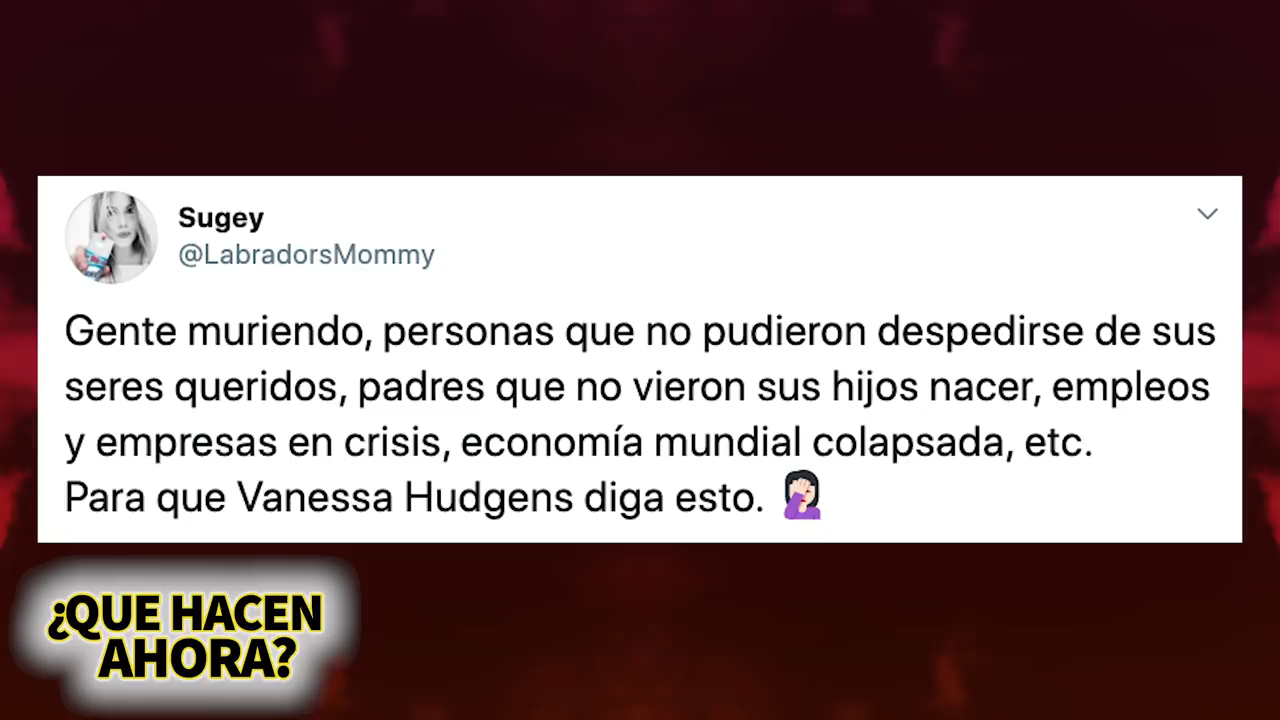 Sugey
@LabradorsMommy
Gente muriendo, personas que no pudieron despedirse de sus
seres queridos, padres que no vieron sus hijos nacer, empleos
y empresas en crisis, economía mundial colapsada, etc.
Para que Vanessa Hudgens diga esto. 🤦🏻‍♀️
¿QUE HACEN
AHORA?